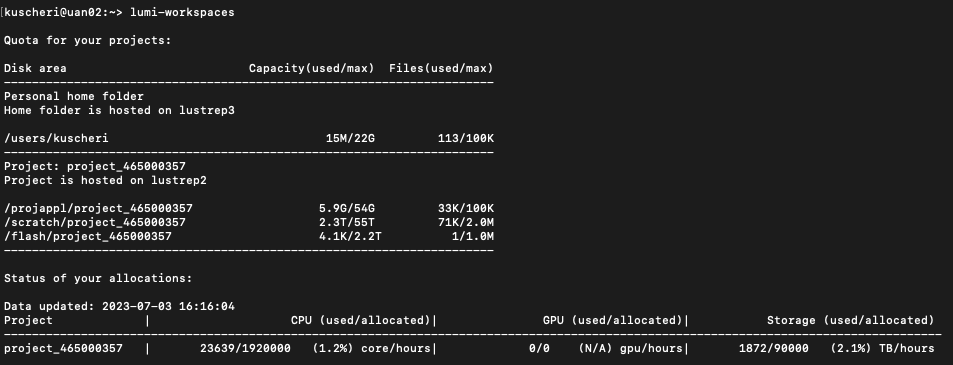 [kuscheri@uan02:~> lumi-workspaces
Quota for your projects:
Disk area                          Capacity(used/max)  Files(used/max)
----------------------------------------------------------------------
Personal home folder
Home folder is hosted on lustrep3
/users/kuscheri                               15M/22G         113/100K
----------------------------------------------------------------------
Project: project_465000357
Project is hosted on lustrep2
/projappl/project_465000357                  5.9G/54G         33K/100K
/scratch/project_465000357                   2.3T/55T         71K/2.0M
/flash/project_465000357                     4.1K/2.2T          1/1.0M
----------------------------------------------------------------------
Status of your allocations:
Data updated: 2023-07-03 16:16:04
Project             |                    CPU (used/allocated)|               GPU (used/allocated)|           Storage (used/allocated)
--------------------------------------------------------------------------------------------------------------------------------------
project_465000357   |       23639/1920000   (1.2%) core/hours|             0/0    (N/A) gpu/hours|       1872/90000   (2.1%) TB/hours